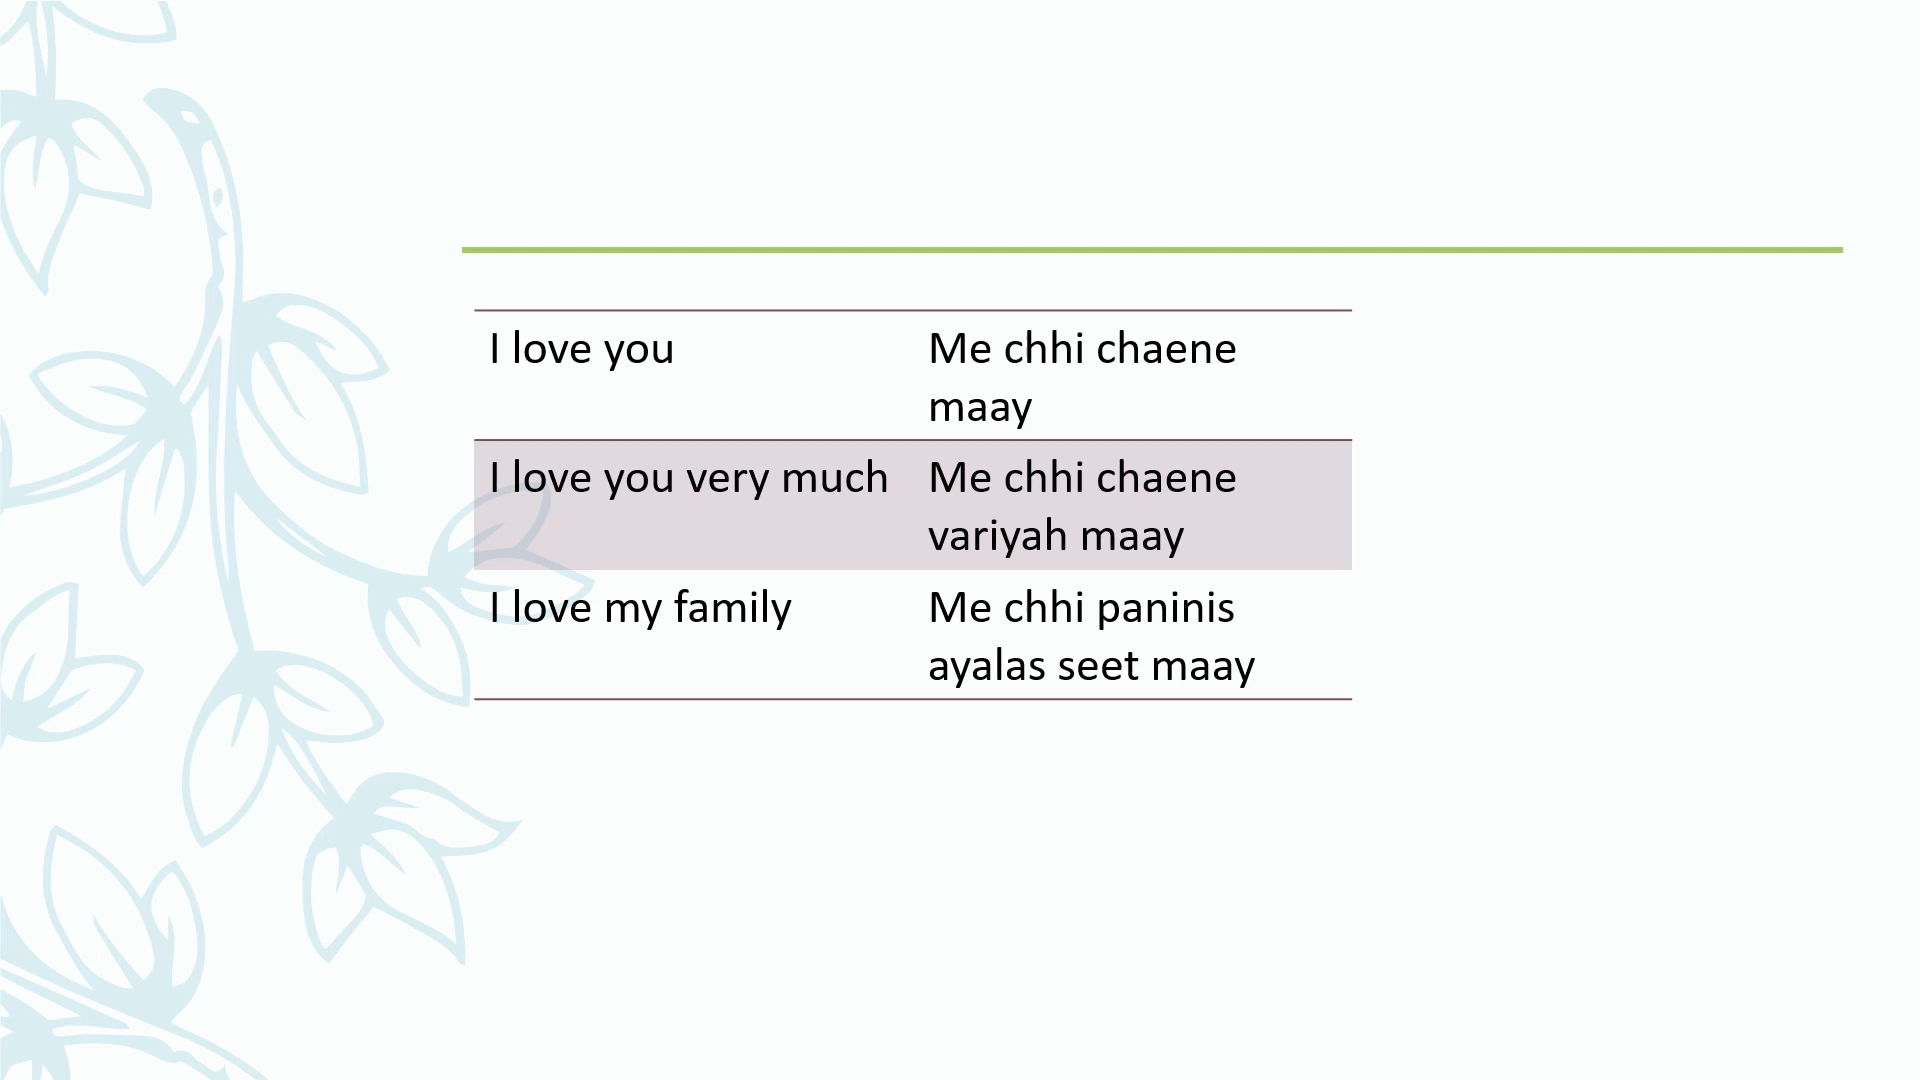 I love you
Me chhi chaene
maay
I love you very much
Me chhi chaene
variyah maay
I love my family
Me chhi paninis
ayalas seet maay